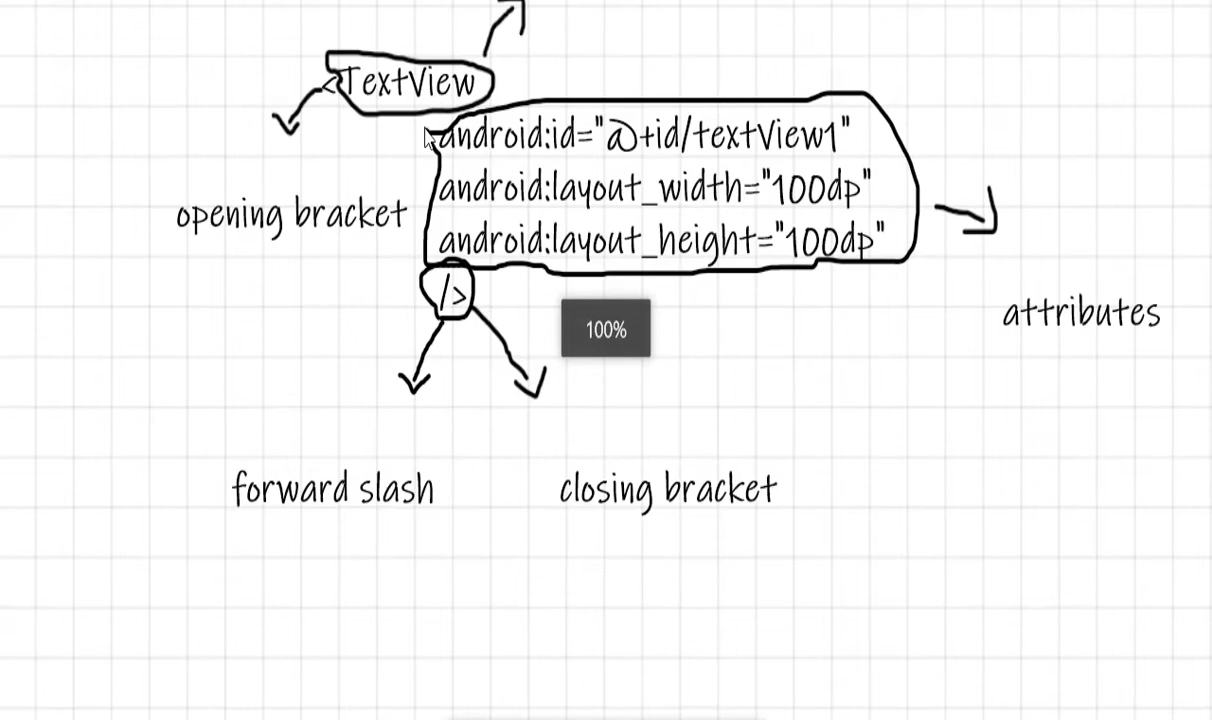 <TextView
android:id="@+id/textView1"
android:layout_width="100dp"
opening bracket
android:layout_height="100dp"
/>
attributes
100%
forward slash
closing bracket